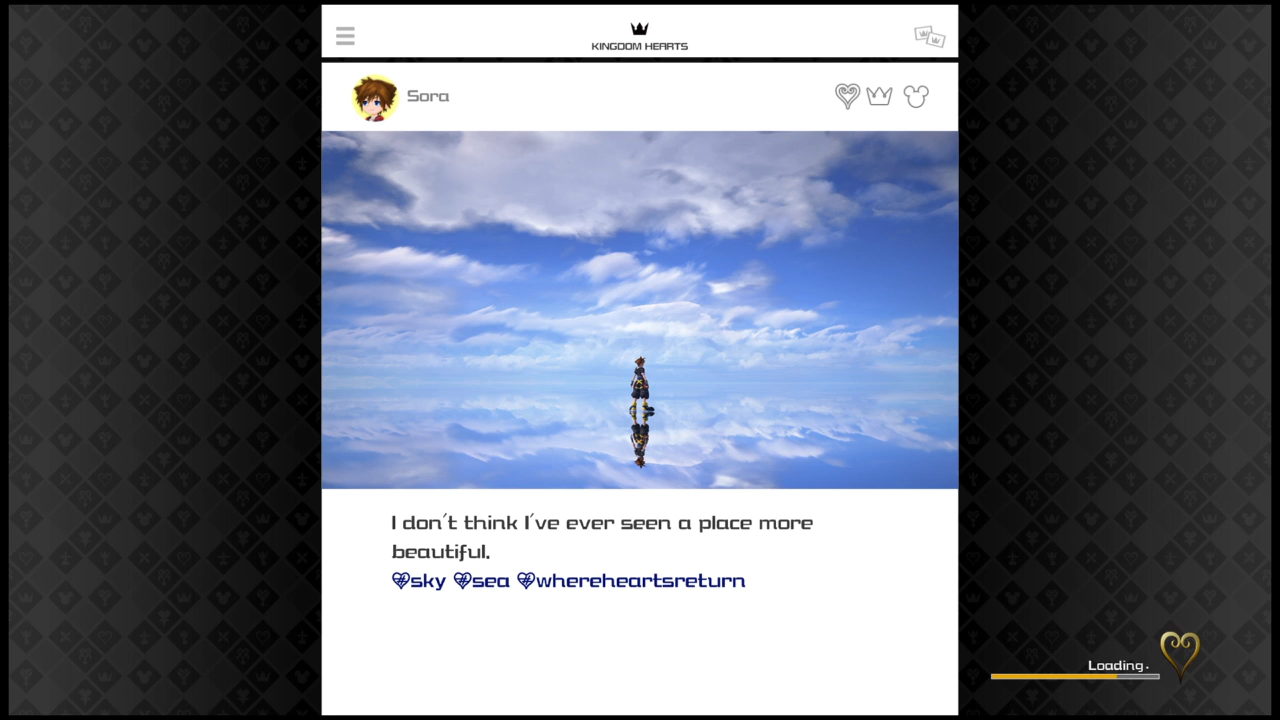 KINGDOM HEARTS
Sora
I don't think I've ever seen a place more
beautiful.
sky sea whereheartsreturn
Loading.